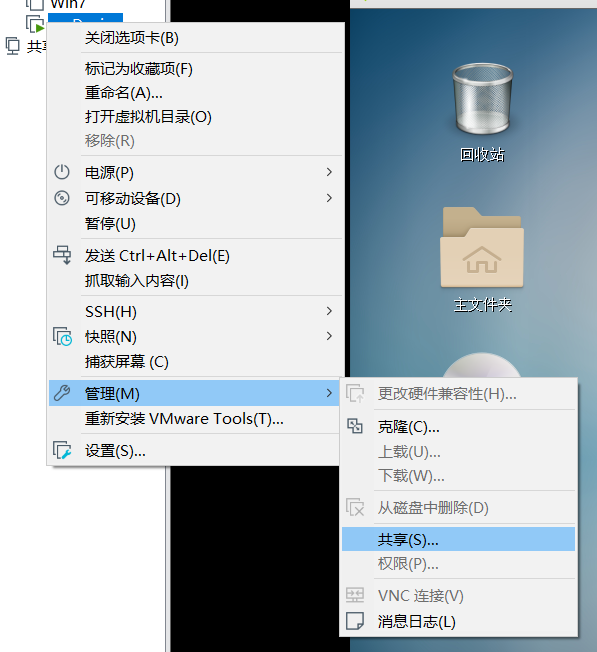 Win7
共享
关闭选项卡(B)
标记为收藏项(F)
重命名(A)...
打开虚拟机目录(O)
移除(R)
电源(P)
可移动设备(D)
暂停(U)
发送 Ctrl+Alt+Del(E)
抓取输入内容(I)
SSH(H)
快照(N)
捕获屏幕 (C)
管理(M)
重新安装 VMware Tools(T)...
设置(S)...
回收站
主文件夹
更改硬件兼容性(H)...
克隆(C)...
上载(U)...
下载(W)...
从磁盘中删除(D)
共享(S)...
权限(P)...
VNC 连接(V)
消息日志(L)